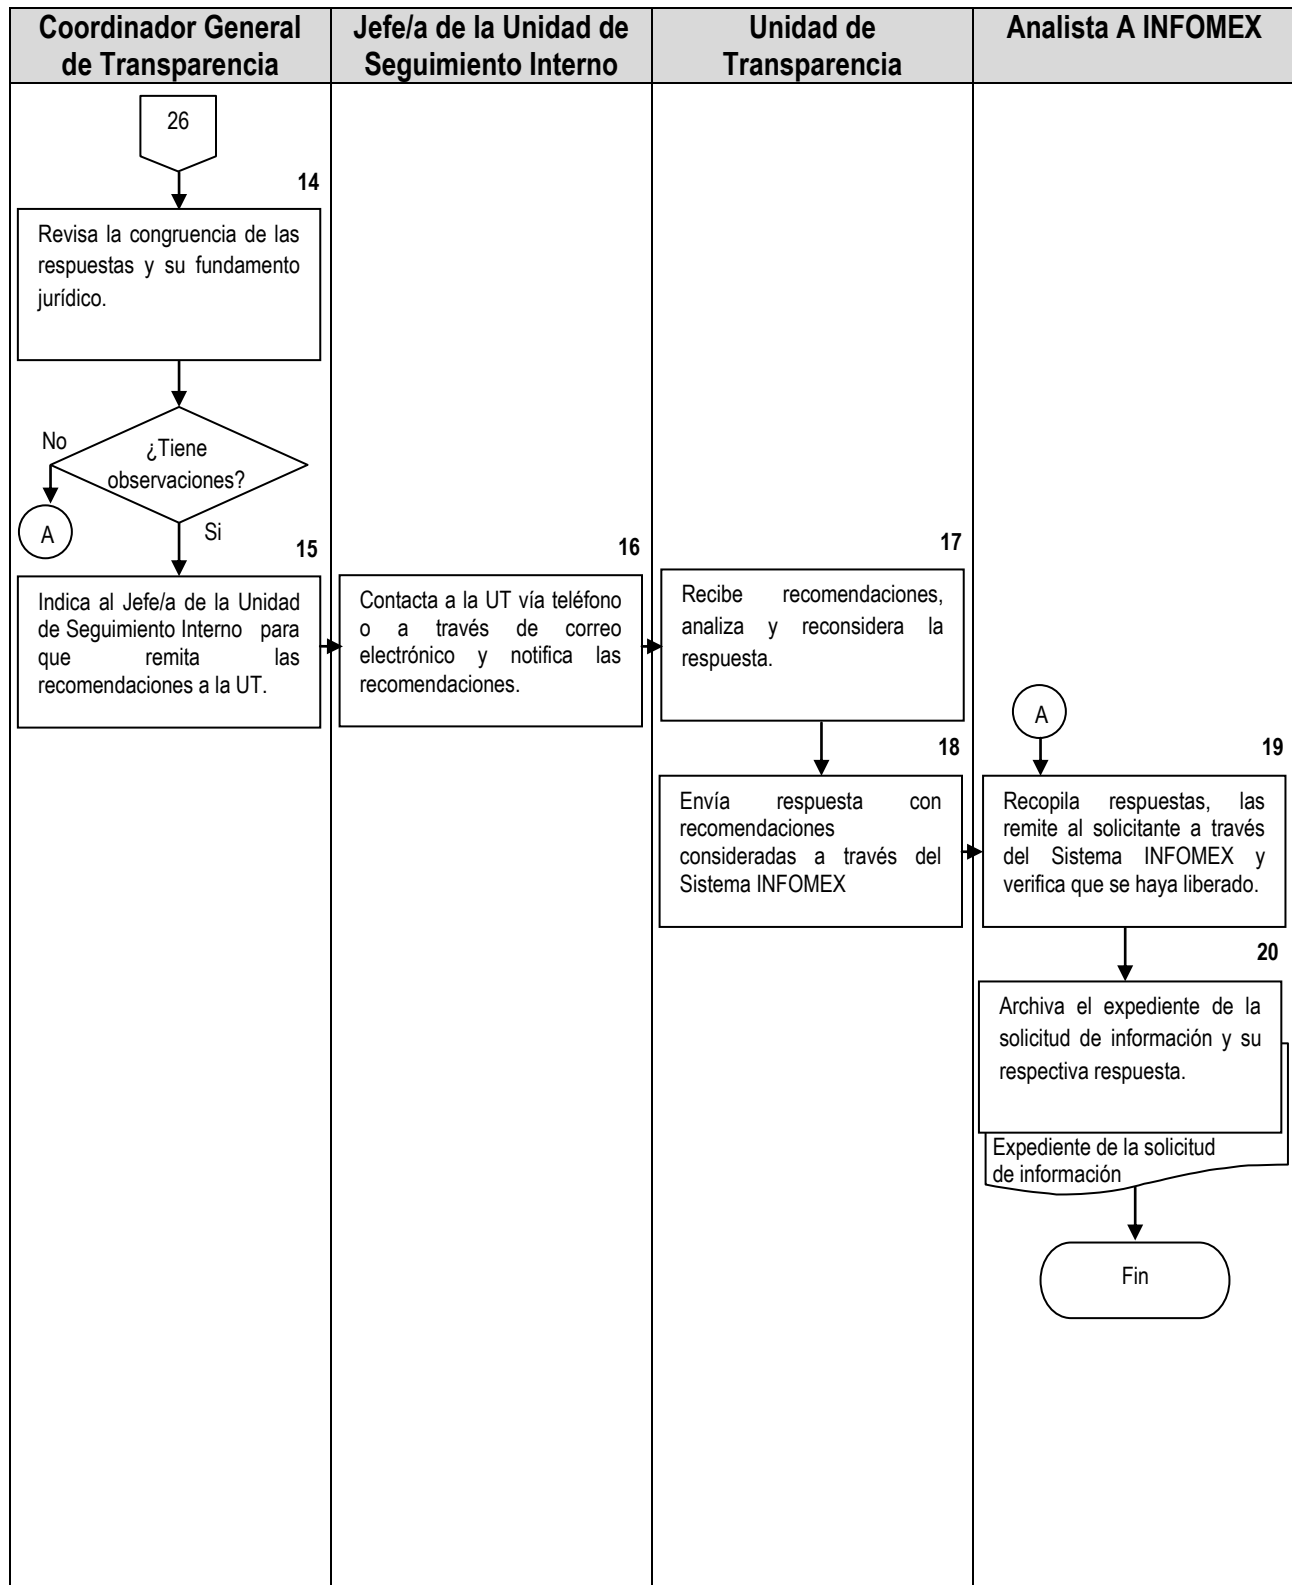 Coordinador General
de Transparencia
Jefe/a de la Unidad de
Seguimiento Interno
Unidad de
Transparencia
Analista A INFOMEX
26
14
Revisa la congruencia de las
respuestas y su fundamento
jurídico.
¿Tiene
observaciones?
No
A
Si
15
Indica al Jefe/a de la Unidad
de Seguimiento Interno para
que remita las
recomendaciones a la UT.
16
Contacta a la UT vía teléfono
o a través de correo
electrónico y notifica las
recomendaciones.
17
Recibe recomendaciones,
analiza y reconsidera la
respuesta.
18
Envía respuesta con
recomendaciones
consideradas a través del
Sistema INFOMEX
A
19
Recopila respuestas, las
remite al solicitante a través
del Sistema INFOMEX y
verifica que se haya liberado.
20
Archiva el expediente de la
solicitud de información y su
respectiva respuesta.
Expediente de la solicitud
de información
Fin